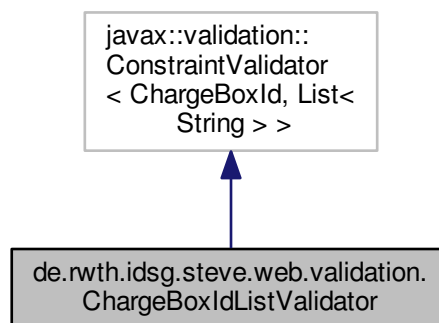 javax::validation::
ConstraintValidator
< ChargeBoxId, List<
String > >
de.rwth.idsg.steve.web.validation.
ChargeBoxIdListValidator